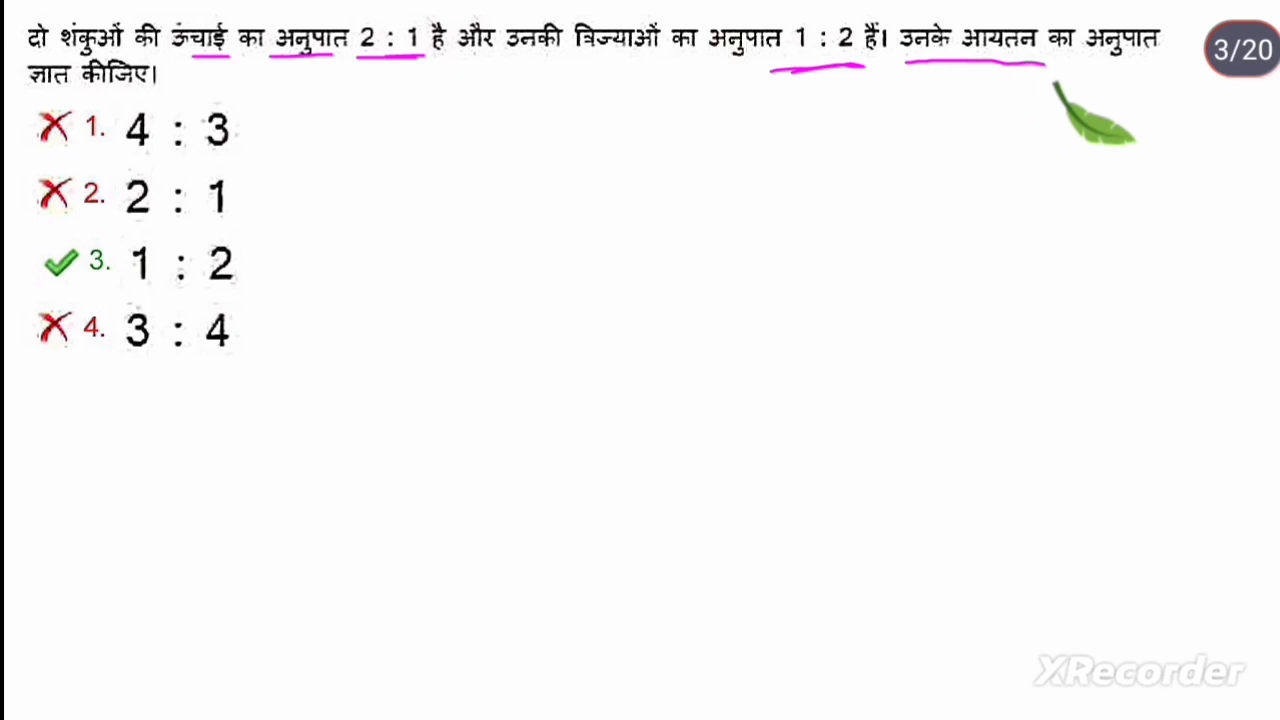 दो शंकुओं की ऊंचाई का अनुपात 2 : 1 है और उनकी त्रिज्याओं का अनुपात 1 : 2 हैं। उनके आयतन का अनुपात
ज्ञात कीजिए।
3/20
1. 4 : 3
2. 2 : 1
3. 1 : 2
4. 3 : 4
XRecorder